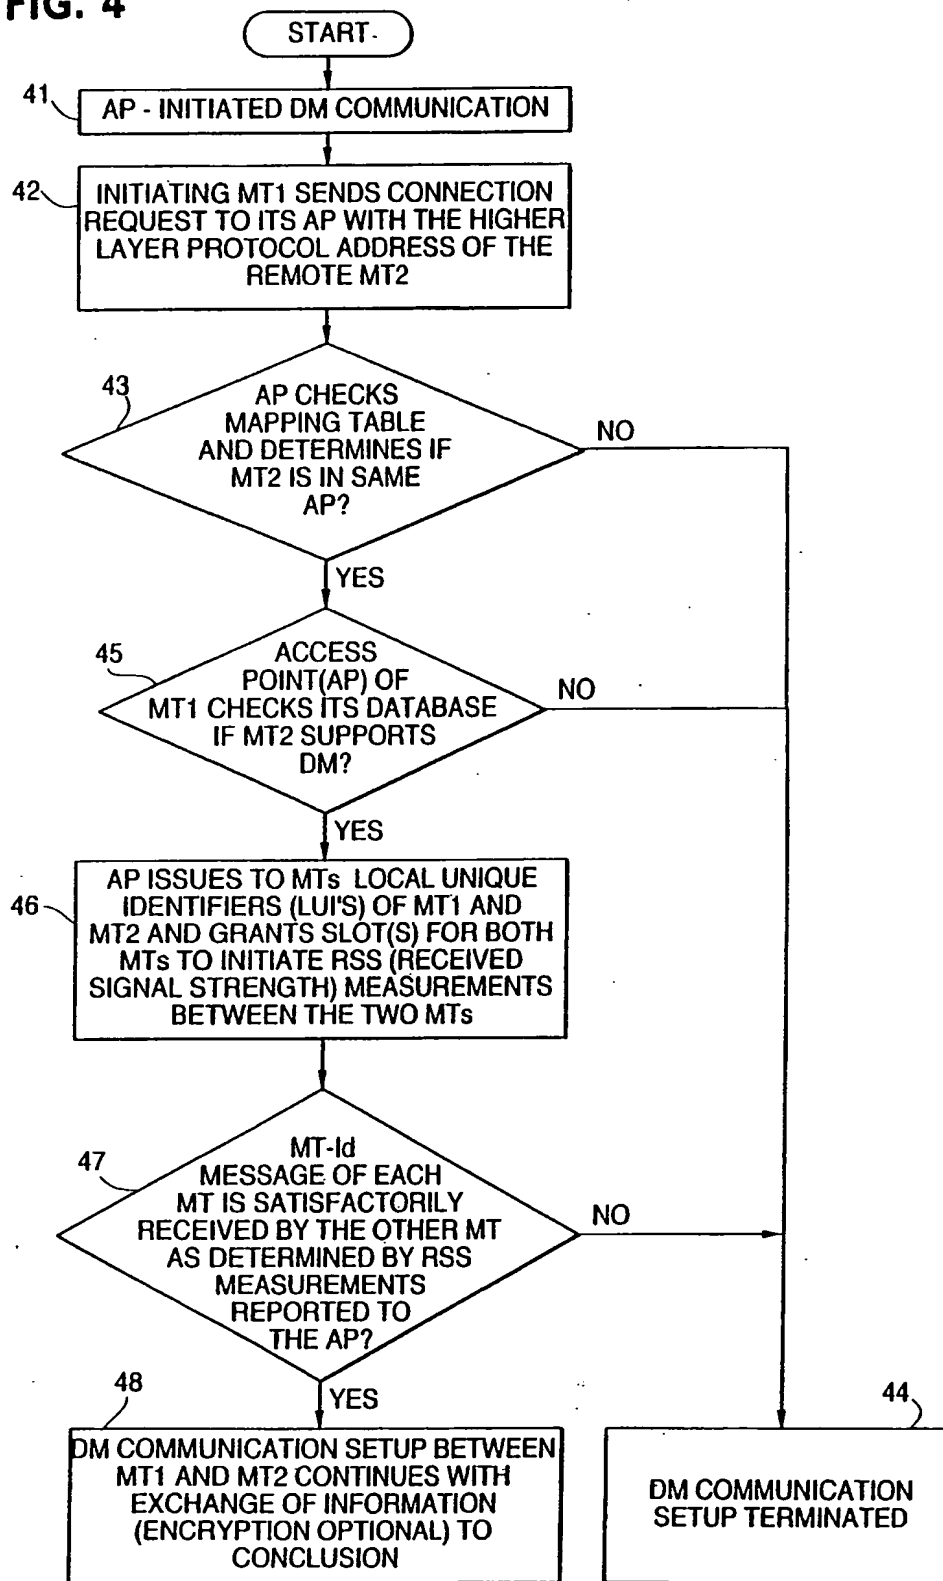 FIG. 4
START
41
AP - INITIATED DM COMMUNICATION
42
INITIATING MT1 SENDS CONNECTION
REQUEST TO ITS AP WITH THE HIGHER
LAYER PROTOCOL ADDRESS OF THE
REMOTE MT2
43
AP CHECKS
MAPPING TABLE
AND DETERMINES IF
MT2 IS IN SAME
AP?
NO
YES
45
ACCESS
POINT(AP) OF
MT1 CHECKS ITS DATABASE
IF MT2 SUPPORTS
DM?
NO
YES
46
AP ISSUES TO MTs LOCAL UNIQUE
IDENTIFIERS (LUI'S) OF MT1 AND
MT2 AND GRANTS SLOT(S) FOR BOTH
MTs TO INITIATE RSS (RECEIVED
SIGNAL STRENGTH) MEASUREMENTS
BETWEEN THE TWO MTs
47
MT-Id
MESSAGE OF EACH
MT IS SATISFACTORILY
RECEIVED BY THE OTHER MT
AS DETERMINED BY RSS
MEASUREMENTS
REPORTED TO
THE AP?
NO
YES
48
DM COMMUNICATION SETUP BETWEEN
MT1 AND MT2 CONTINUES WITH
EXCHANGE OF INFORMATION
(ENCRYPTION OPTIONAL) TO
CONCLUSION
44
DM COMMUNICATION
SETUP TERMINATED